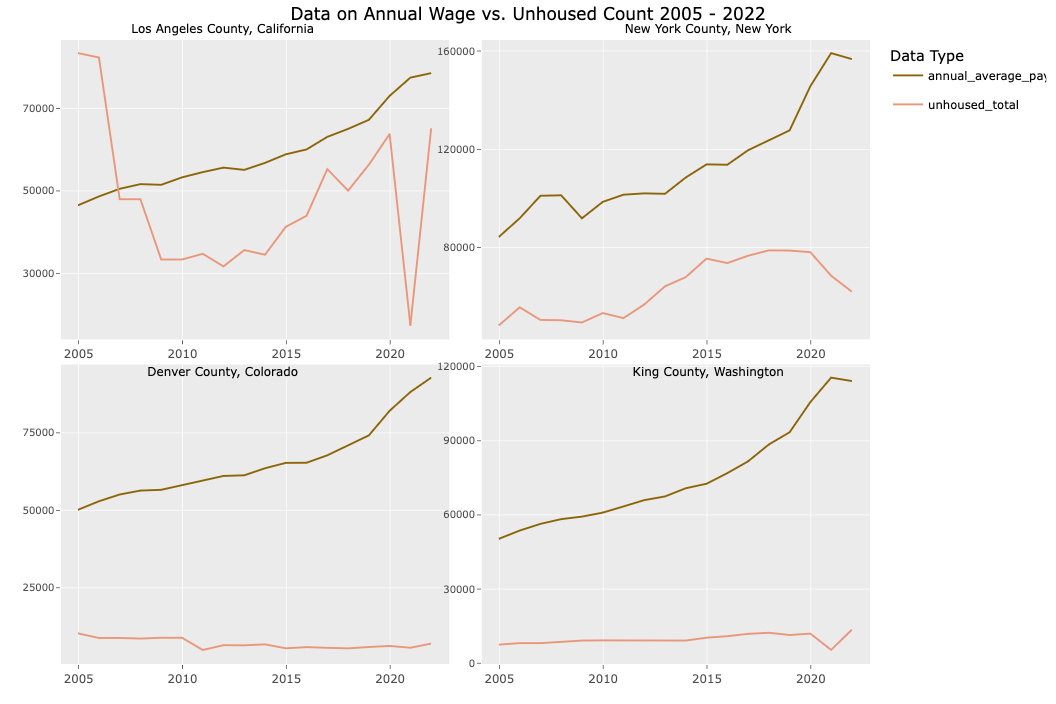 Data on Annual Wage vs. Unhoused Count 2005 - 2022
Los Angeles County, California
New York County, New York
Data Type
annual_average_pay
unhoused_total
70000
50000
30000
2005 2010 2015 2020
160000
120000
80000
2005 2010 2015 2020
Denver County, Colorado
King County, Washington
75000
50000
25000
2005 2010 2015 2020
120000
90000
60000
30000
0
2005 2010 2015 2020